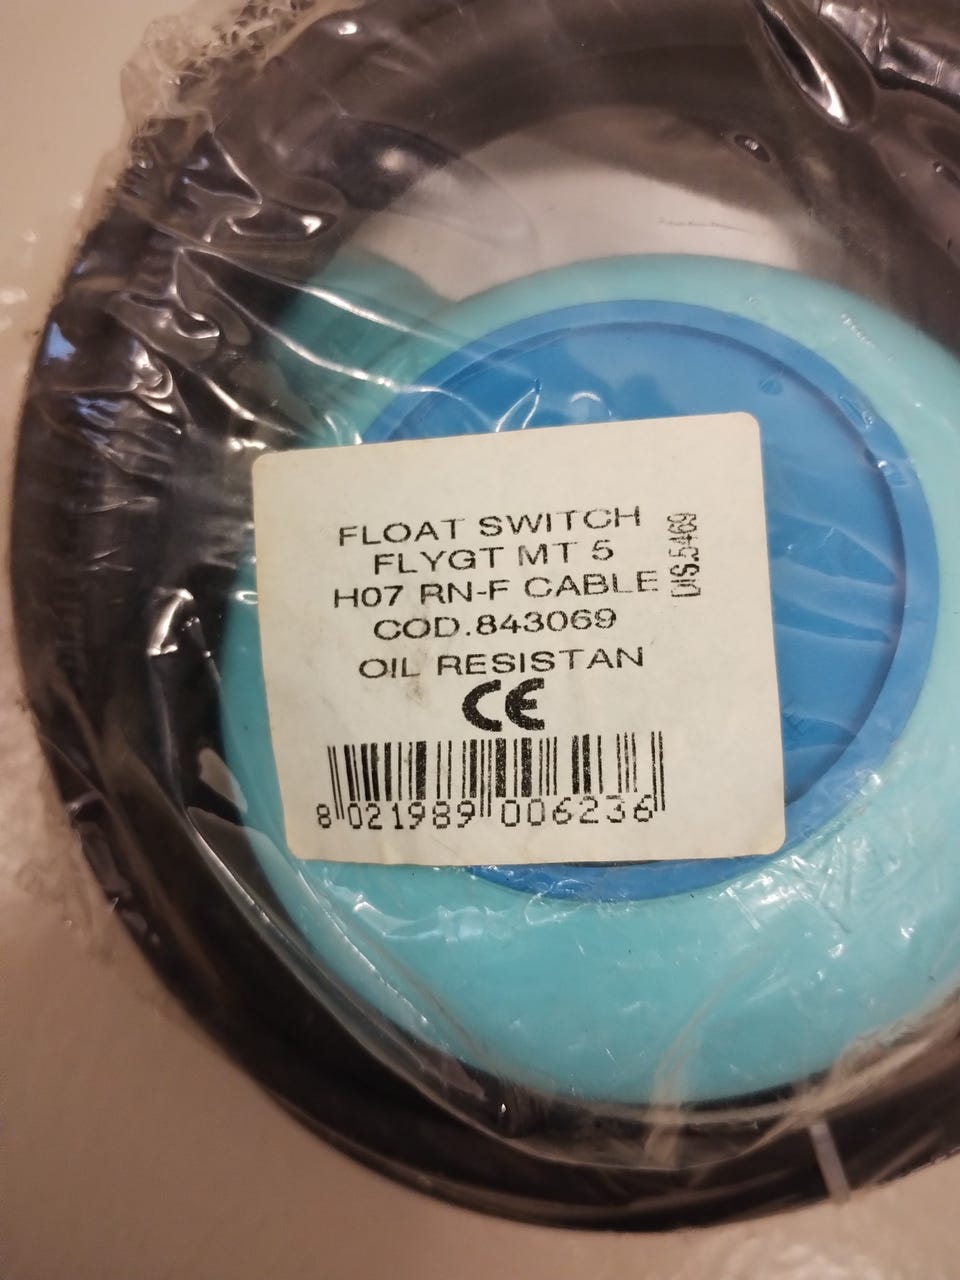 FLOAT SWITCH
FLYGT MT 5
H07 RN-F CABLE
COD.843069
OIL RESISTAN
CE
8 021989 006236
DIS.5469